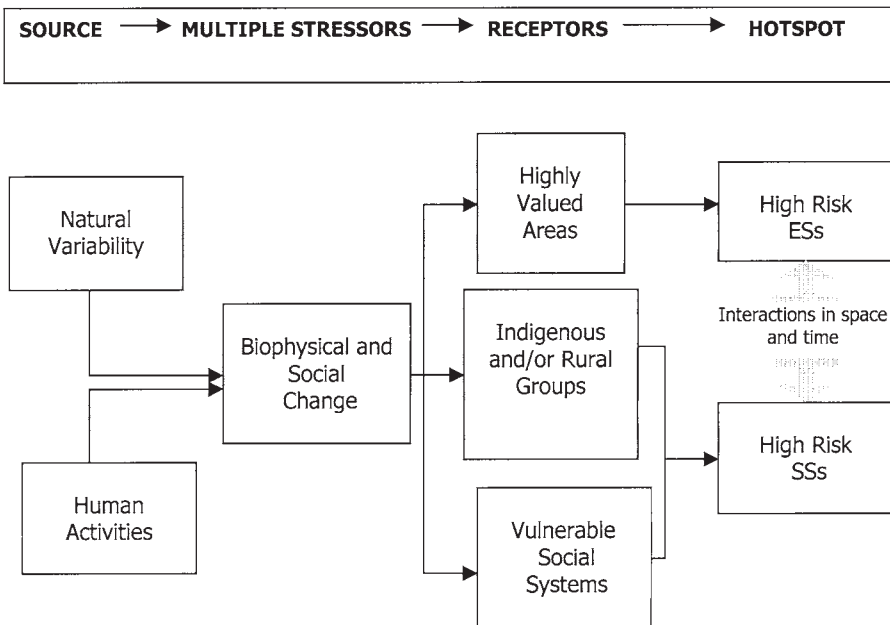 SOURCE MULTIPLE STRESSORS RECEPTORS HOTSPOT
Natural
Variability
Human
Activities
Biophysical and
Social
Change
Highly
Valued
Areas
Indigenous
and/or Rural
Groups
Vulnerable
Social
Systems
High Risk
ESs
Interactions in space
and time
High Risk
SSs